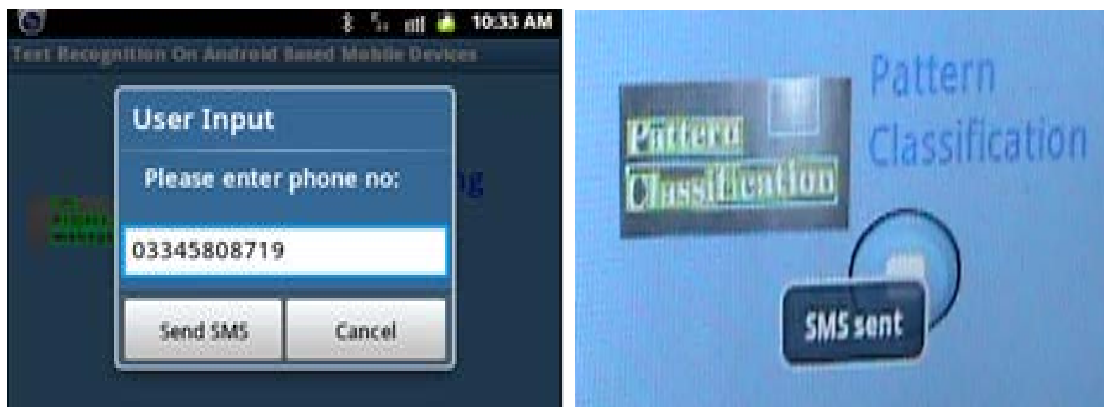 10:33 AM
Text Recognition On Android Based Mobile Devices
User Input
Please enter phone no:
03345808719
Send SMS
Cancel
Pattern
Classification
Pattern
Classification
SMS sent